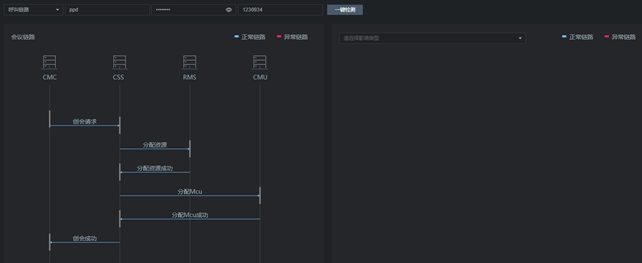 呼叫链路 ppd •••••••• 1230934 一键检测
会议链路 正常链路 异常链路
请选择影响类型 正常链路 异常链路
CMC CSS RMS CMU
创会请求
分配资源
分配资源成功
分配Mcu
分配Mcu成功
创会成功